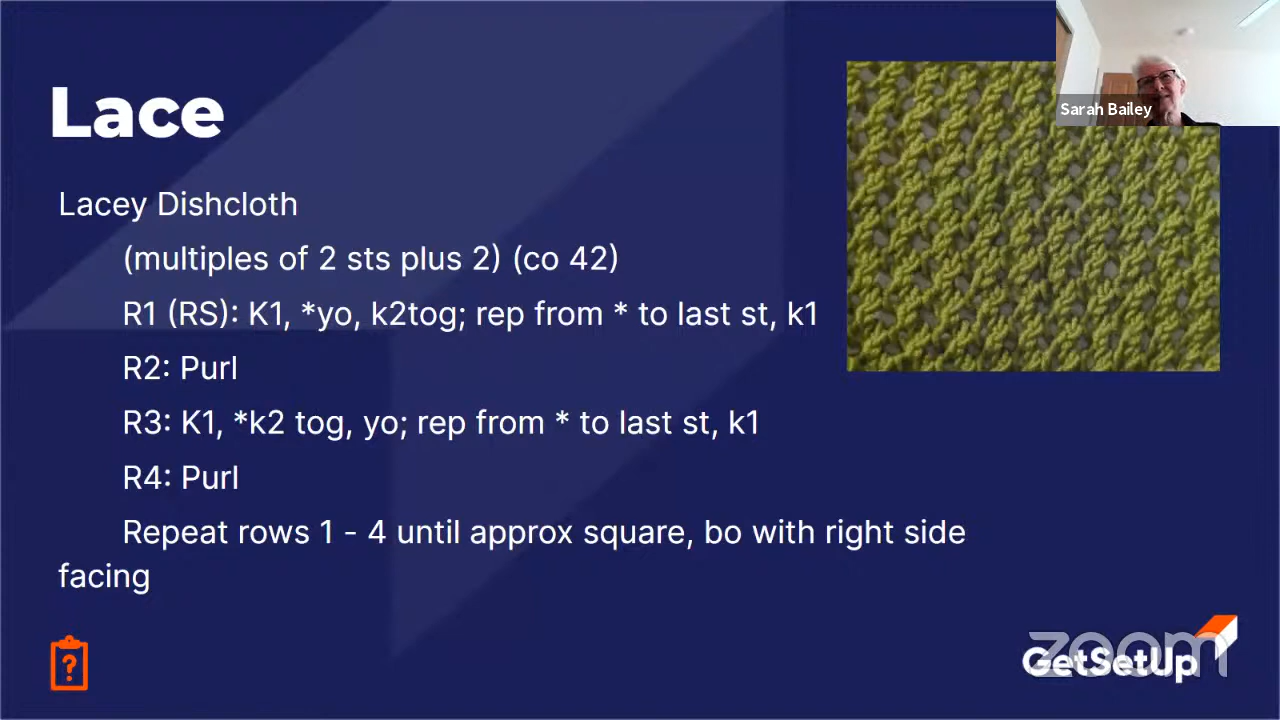 Sarah Bailey
Lace
Lacey Dishcloth
(multiples of 2 sts plus 2) (co 42)
R1 (RS): K1, *yo, k2tog; rep from * to last st, k1
R2: Purl
R3: K1, *k2 tog, yo; rep from * to last st, k1
R4: Purl
Repeat rows 1 - 4 until approx square, bo with right side
facing
?
zoom
GetSetUp